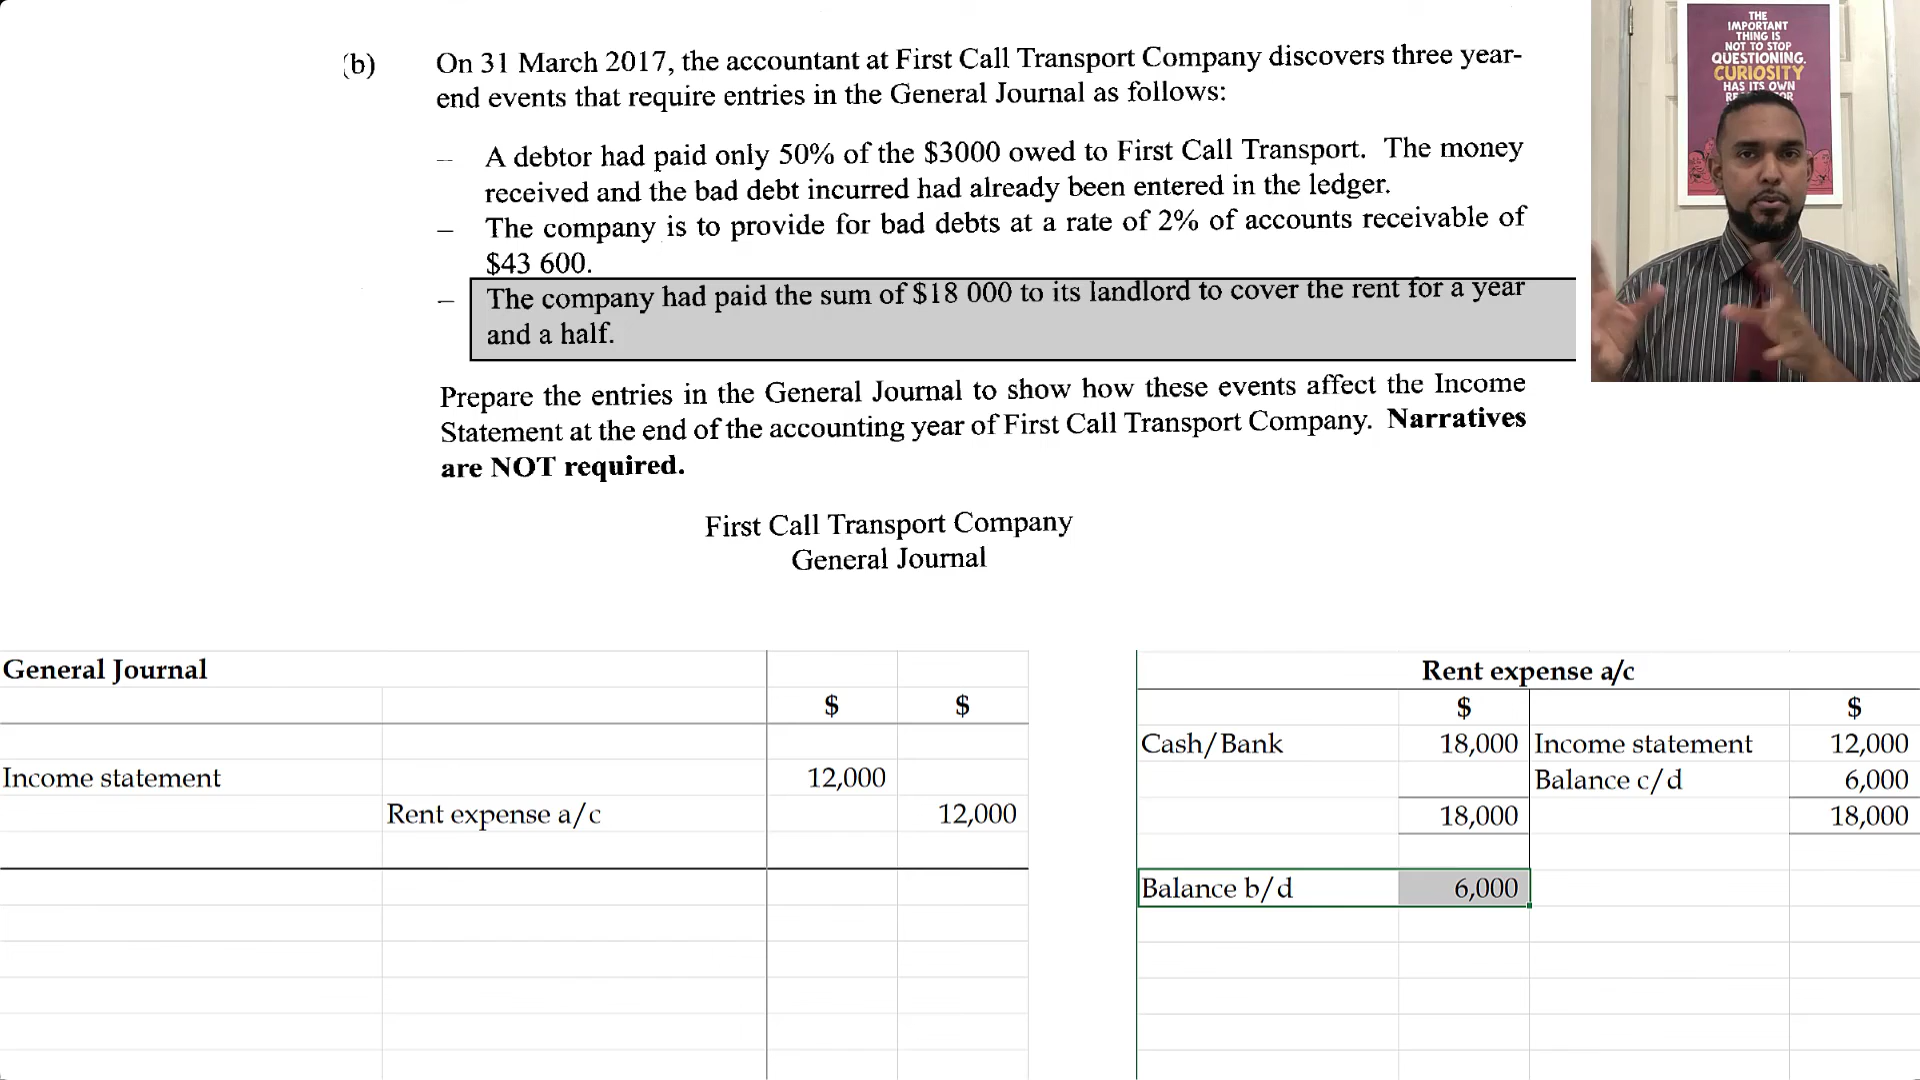 (b) On 31 March 2017, the accountant at First Call Transport Company discovers three year-
end events that require entries in the General Journal as follows:
– A debtor had paid only 50% of the $3000 owed to First Call Transport. The money
received and the bad debt incurred had already been entered in the ledger.
– The company is to provide for bad debts at a rate of 2% of accounts receivable of
$43 600.
– The company had paid the sum of $18 000 to its landlord to cover the rent for a year
and a half.
Prepare the entries in the General Journal to show how these events affect the Income
Statement at the end of the accounting year of First Call Transport Company. Narratives
are NOT required.
First Call Transport Company
General Journal
THE
IMPORTANT
THING IS
NOT TO STOP
QUESTIONING.
CURIOSITY
HAS ITS OWN
General Journal
$ $
Income statement 12,000
Rent expense a/c 12,000
Rent expense a/c
$ $
Cash/Bank 18,000 Income statement 12,000
Balance c/d 6,000
18,000 18,000
Balance b/d 6,000